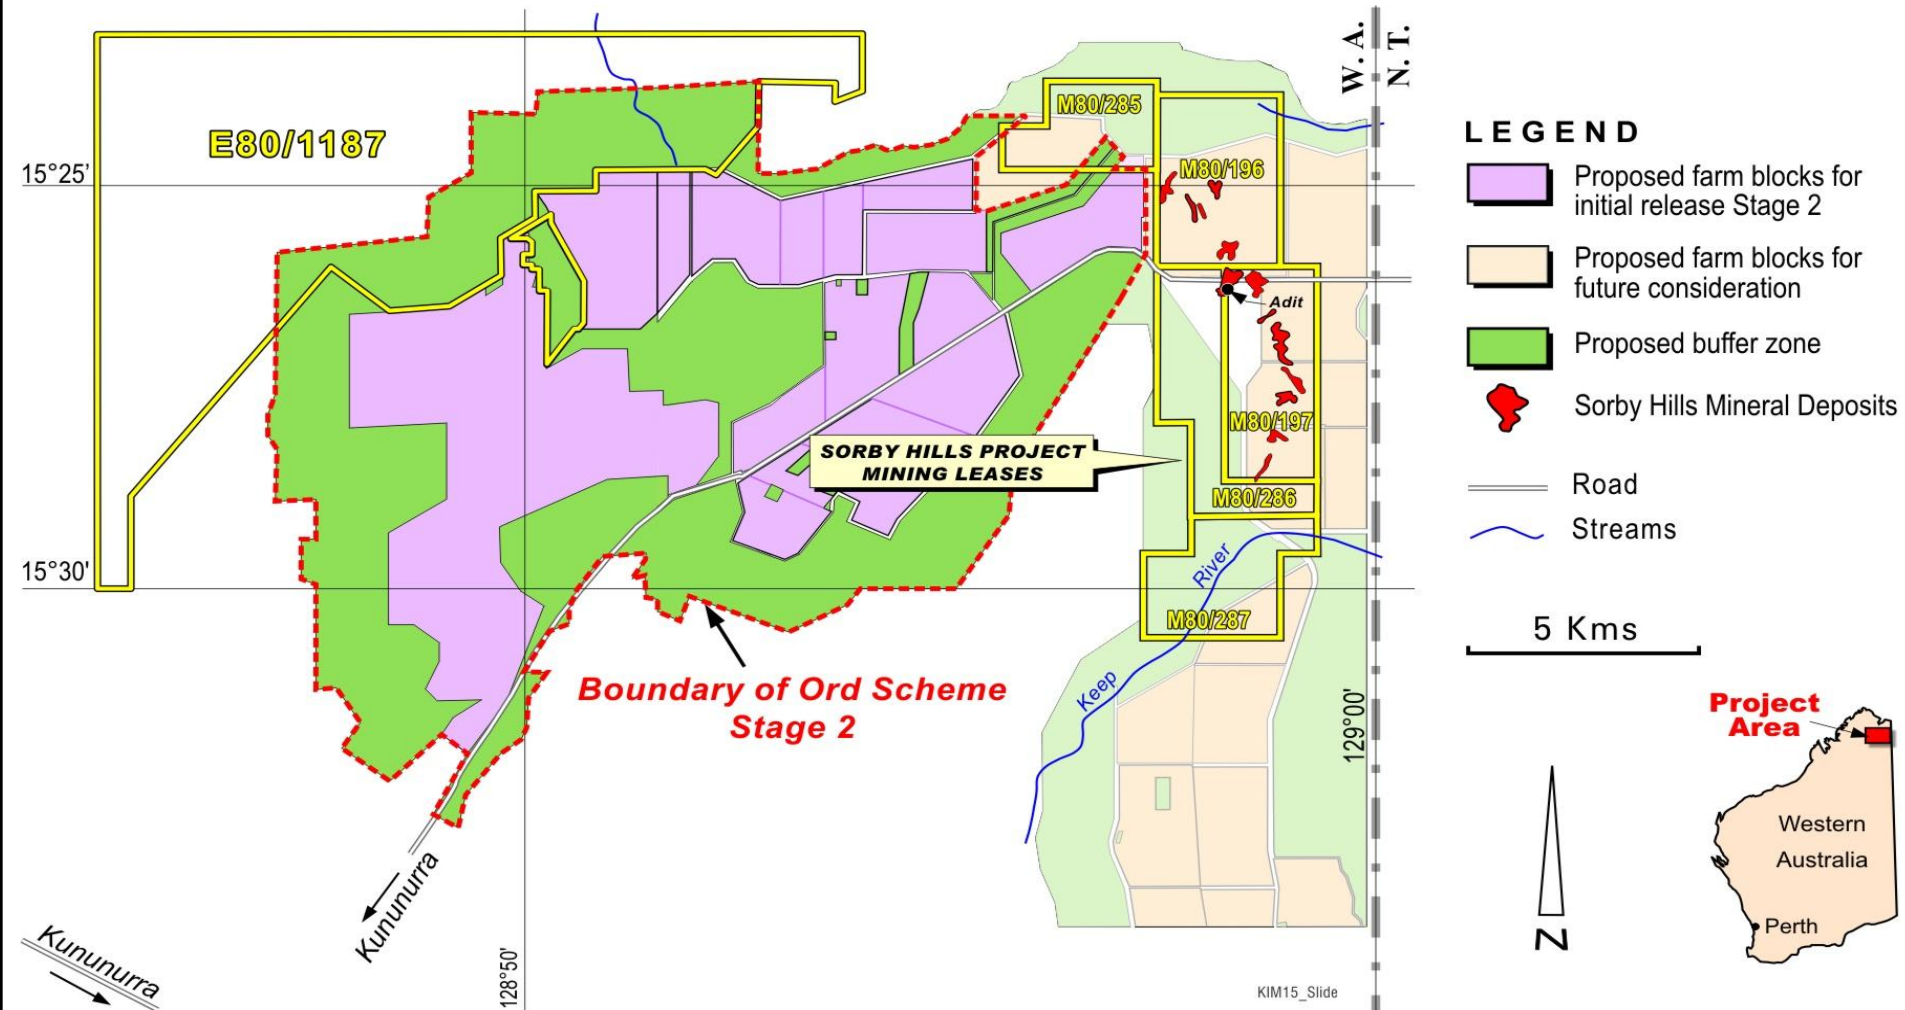 W. A.
N. T.
M80/285
E80/1187
15°25'
M80/196
Adit
M80/197
SORBY HILLS PROJECT
MINING LEASES
M80/286
15°30'
River
M80/287
Keep
Boundary of Ord Scheme
Stage 2
129°00'
Kununurra
Kununurra
128°50'
KIM15_Slide
LEGEND
Proposed farm blocks for
initial release Stage 2
Proposed farm blocks for
future consideration
Proposed buffer zone
Sorby Hills Mineral Deposits
Road
Streams
5 Kms
Project
Area
Western
Australia
Perth
N